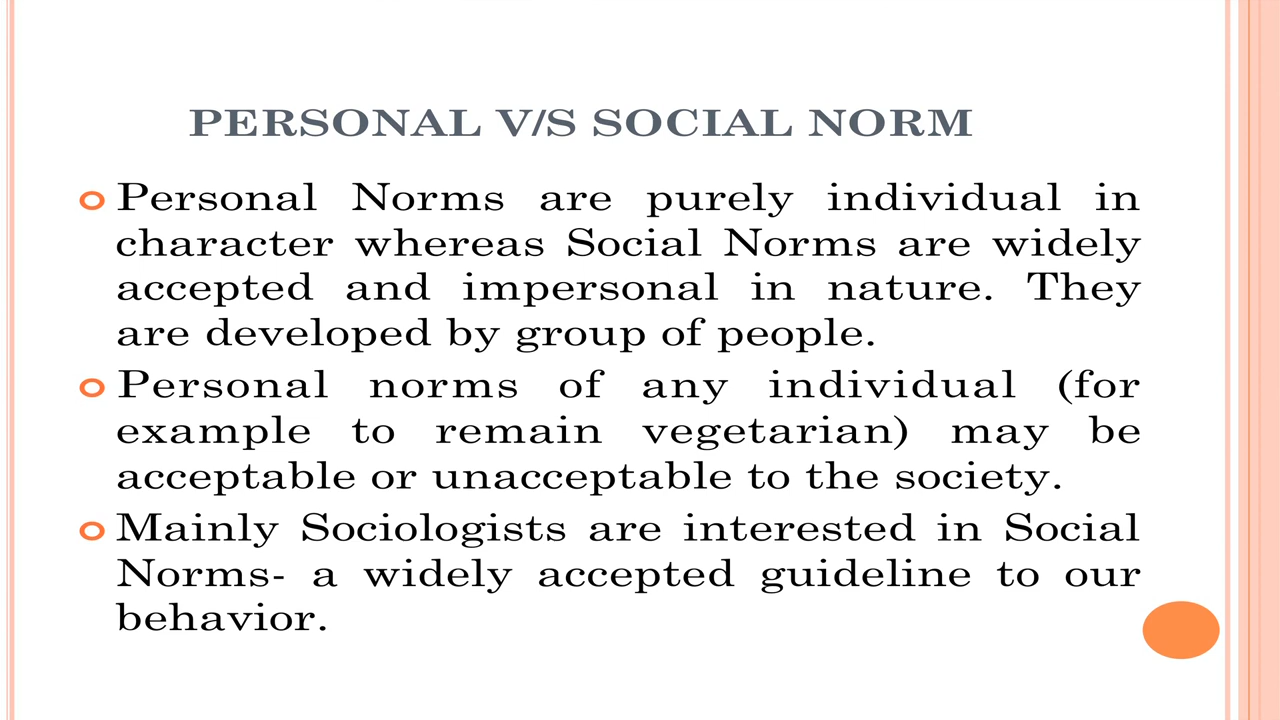 PERSONAL V/S SOCIAL NORM
Personal Norms are purely individual in
character whereas Social Norms are widely
accepted and impersonal in nature. They
are developed by group of people.
Personal norms of any individual (for
example to remain vegetarian) may be
acceptable or unacceptable to the society.
Mainly Sociologists are interested in Social
Norms- a widely accepted guideline to our
behavior.